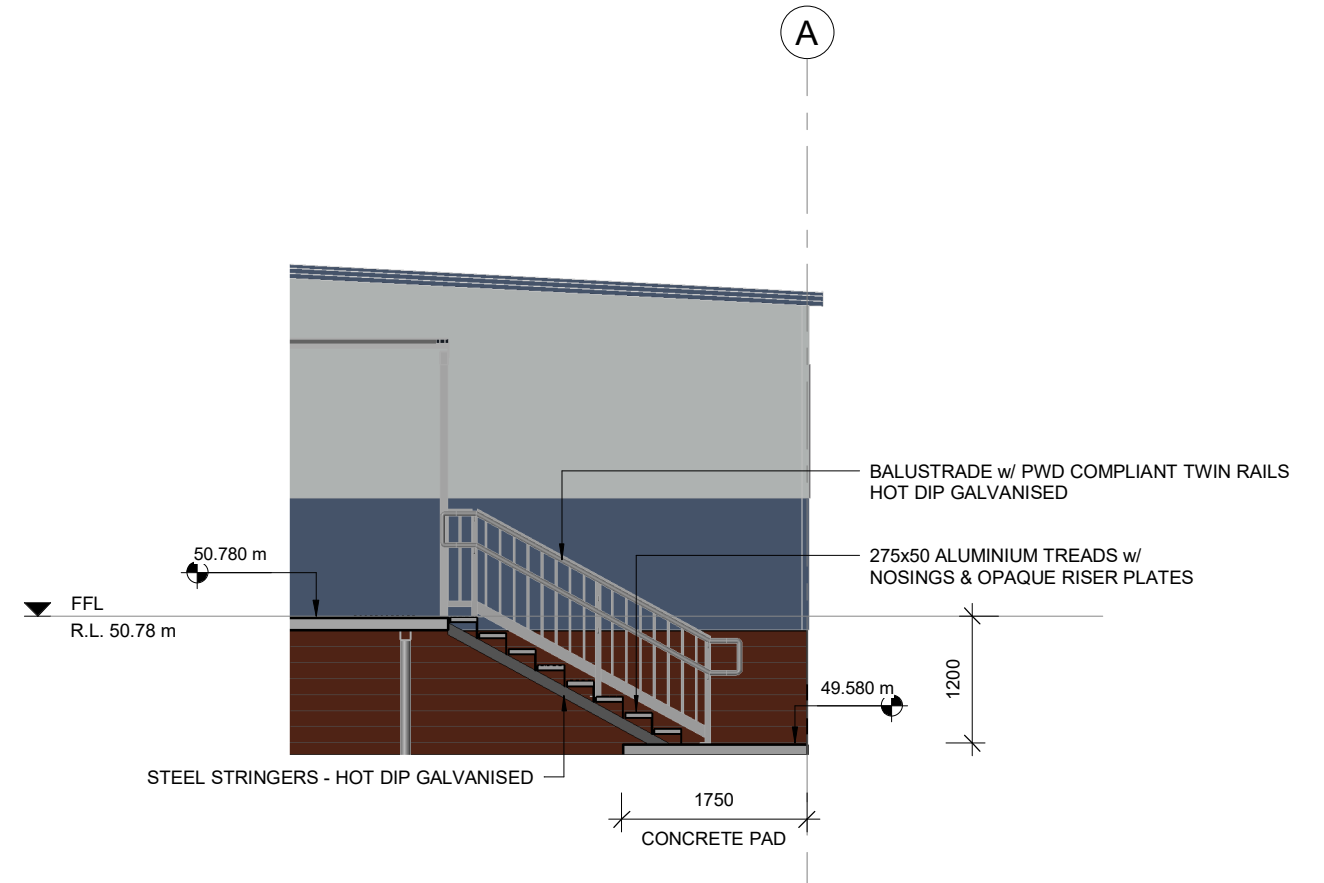 A
BALUSTRADE w/ PWD COMPLIANT TWIN RAILS
HOT DIP GALVANISED
50.780 m
275x50 ALUMINIUM TREADS w/
NOSINGS & OPAQUE RISER PLATES
FFL
R.L. 50.78 m
49.580 m
1200
STEEL STRINGERS - HOT DIP GALVANISED
1750
CONCRETE PAD